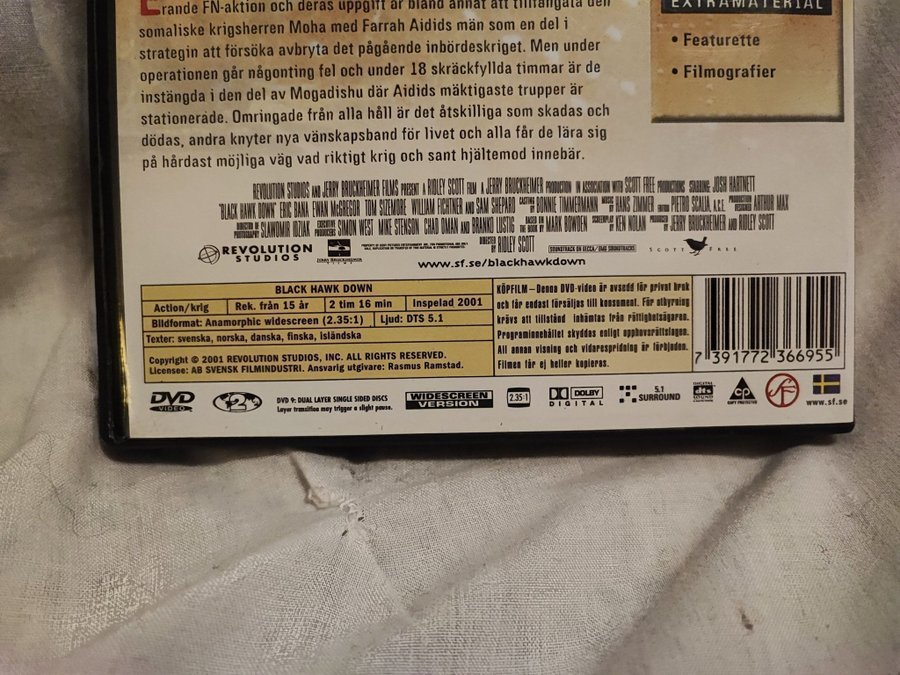 Erande FN-aktion och deras uppgift är bland annat att tillfångata den
somaliske krigsherren Moha med Farrah Aidids män som en del i
strategin att försöka avbryta det pågående inbördeskriget. Men under
operationen går någonting fel och under 18 skräckfyllda timmar är de
instängda i den del av Mogadishu där Aidids mäktigaste trupper är
stationerade. Omringade från alla håll är det åtskilliga som skadas och
dödas, andra knyter nya vänskapsband för livet och alla får de lära sig
på hårdast möjliga väg vad riktigt krig och sant hjältemod innebär.
EXTRAMATERIAL
• Featurette
• Filmografier
REVOLUTION STUDIOS AND JERRY BRUCKHEIMER FILMS PRESENT A RIDLEY SCOTT FILM A JERRY BRUCKHEIMER PRODUCTION IN ASSOCIATION WITH SCOTT FREE PRODUCTIONS STARRING: JOSH HARTNETT
"BLACK HAWK DOWN" ERIC BANA EWAN McGREGOR TOM SIZEMORE WILLIAM FICHTNER AND SAM SHEPARD CASTING BY BONNIE TIMMERMANN MUSIC BY HANS ZIMMER EDITOR PIETRO SCALIA, A.C.E. PRODUCTION DESIGNER ARTHUR MAX
DIRECTOR OF PHOTOGRAPHY SLAWOMIR IDZIAK EXECUTIVE PRODUCERS SIMON WEST MIKE STENSON CHAD OMAN AND BRANKO LUSTIG BASED ON THE BOOK BY MARK BOWDEN SCREENPLAY BY KEN NOLAN PRODUCED BY JERRY BRUCKHEIMER AND RIDLEY SCOTT
DIRECTED BY RIDLEY SCOTT
REVOLUTION STUDIOS
JERRY BRUCKHEIMER FILMS
SOUNDTRACK ON DECCA/UMG SOUNDTRACKS
SCOTT FREE
www.sf.se/blackhawkdown
BLACK HAWK DOWN
Action/krig Rek. från 15 år 2 tim 16 min Inspelad 2001
Bildformat: Anamorphic widescreen (2.35:1) Ljud: DTS 5.1
Texter: svenska, norska, danska, finska, isländska
Copyright © 2001 REVOLUTION STUDIOS, INC. ALL RIGHTS RESERVED.
Licensee: AB SVENSK FILMINDUSTRI. Ansvarig utgivare: Rasmus Ramstad.
KÖPFILM – Denna DVD-video är avsedd för privat bruk
och får endast försäljas till konsument. För uthyrning
krävs att tillstånd inhämtas från rättighetsägaren.
Programinnehållet skyddas enligt upphovsrättslagen.
All annan visning och vidarespridning är förbjuden.
Filmen får ej heller kopieras.
7 391772 366955
DVD VIDEO
2
DVD 9: DUAL LAYER SINGLE SIDED DISCS
Layer transition may trigger a slight pause.
WIDESCREEN VERSION
2.35:1
DOLBY DIGITAL
5.1 SURROUND
DIGITAL dts SOUND
CP COPY PROTECTED
SF
www.sf.se